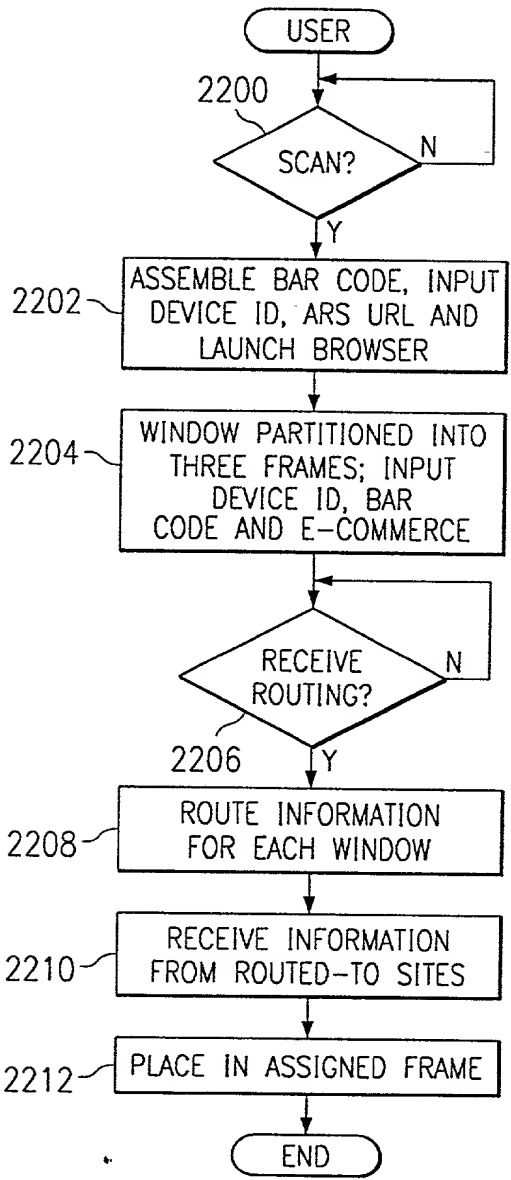 USER
2200
SCAN?
N
Y
2202
ASSEMBLE BAR CODE, INPUT
DEVICE ID, ARS URL AND
LAUNCH BROWSER
2204
WINDOW PARTITIONED INTO
THREE FRAMES; INPUT
DEVICE ID, BAR
CODE AND E-COMMERCE
RECEIVE
ROUTING?
N
2206
Y
2208
ROUTE INFORMATION
FOR EACH WINDOW
2210
RECEIVE INFORMATION
FROM ROUTED-TO SITES
2212
PLACE IN ASSIGNED FRAME
END